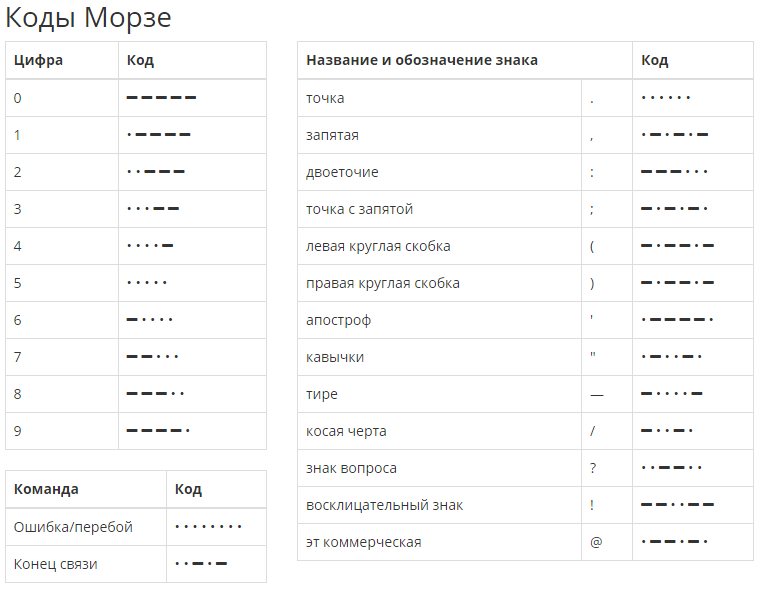 Коды Морзе
Цифра Код
0 ━ ━ ━ ━ ━
1 • ━ ━ ━ ━
2 • • ━ ━ ━
3 • • • ━ ━
4 • • • • ━
5 • • • • •
6 ━ • • • •
7 ━ ━ • • •
8 ━ ━ ━ • •
9 ━ ━ ━ ━ •
Команда Код
Ошибка/перебой • • • • • • • •
Конец связи • • ━ • ━
Название и обозначение знака Код
точка . • • • • • •
запятая , • ━ • ━ • ━
двоеточие : ━ ━ ━ • • •
точка с запятой ; ━ • ━ • ━ •
левая круглая скобка ( ━ • ━ ━ • ━
правая круглая скобка ) ━ • ━ ━ • ━
апостроф ' • ━ ━ ━ ━ •
кавычки " • ━ • • ━ •
тире — ━ • • • • ━
косая черта / ━ • • ━ •
знак вопроса ? • • ━ ━ • •
восклицательный знак ! ━ ━ • • ━ ━
эт коммерческая @ • ━ ━ • ━ •